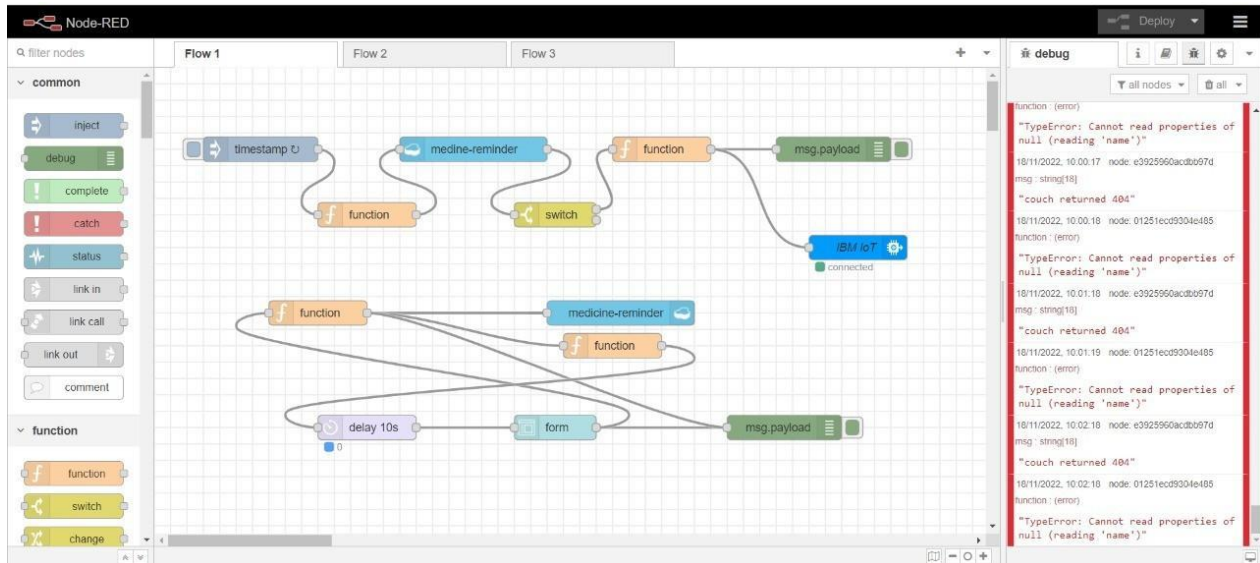 Node-RED
Deploy
filter nodes
common
inject
debug
complete
catch
status
link in
link call
link out
comment
function
function
switch
change
Flow 1
Flow 2
Flow 3
timestamp ↻
medine-reminder
function
msg.payload
function
switch
IBM IoT
connected
function
medicine-reminder
function
delay 10s
form
msg.payload
0
debug
i
all nodes
all
function : (error)
"TypeError: Cannot read properties of
null (reading 'name')"
18/11/2022, 10:00:17 node: e3925960acdbb97d
msg : string[18]
"couch returned 404"
18/11/2022, 10:00:18 node: 01251ecd9304e485
function : (error)
"TypeError: Cannot read properties of
null (reading 'name')"
18/11/2022, 10:01:18 node: e3925960acdbb97d
msg : string[18]
"couch returned 404"
18/11/2022, 10:01:19 node: 01251ecd9304e485
function : (error)
"TypeError: Cannot read properties of
null (reading 'name')"
18/11/2022, 10:02:18 node: e3925960acdbb97d
msg : string[18]
"couch returned 404"
18/11/2022, 10:02:18 node: 01251ecd9304e485
function : (error)
"TypeError: Cannot read properties of
null (reading 'name')"